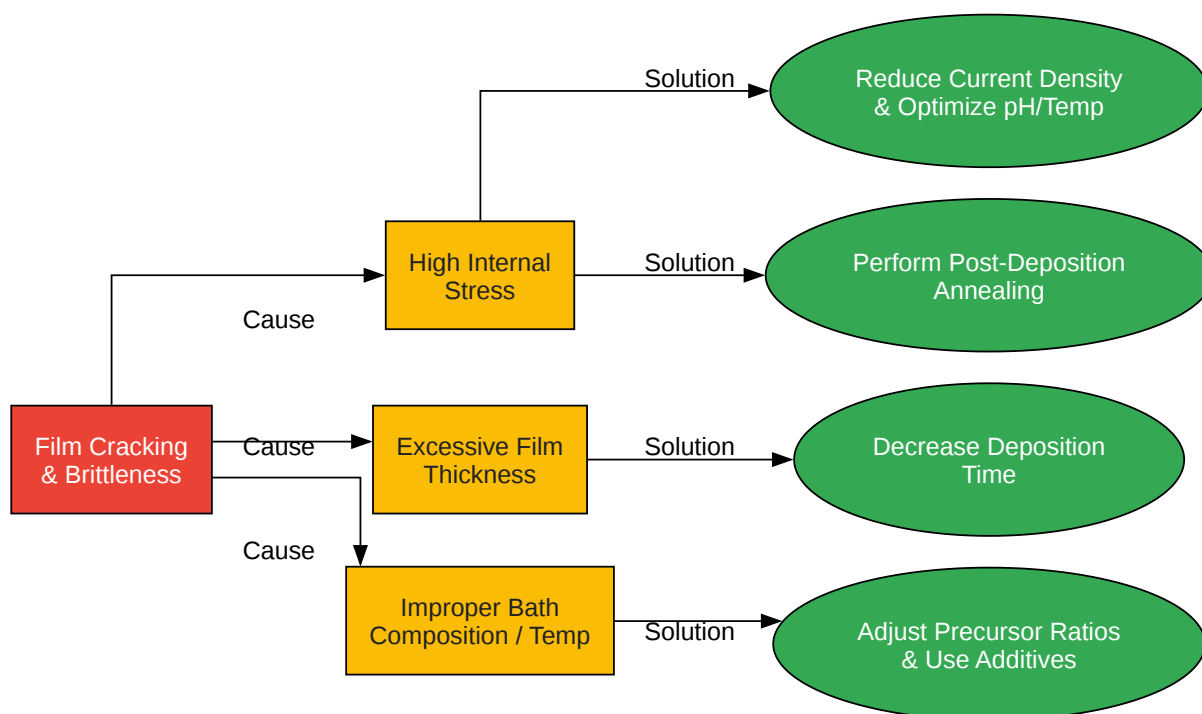 Solution
Reduce Current Density
& Optimize pH/Temp
High Internal
Stress
Solution
Perform Post-Deposition
Annealing
Cause
Film Cracking
& Brittleness
Cause
Excessive Film
Thickness
Solution
Decrease Deposition
Time
Cause
Improper Bath
Composition / Temp
Solution
Adjust Precursor Ratios
& Use Additives